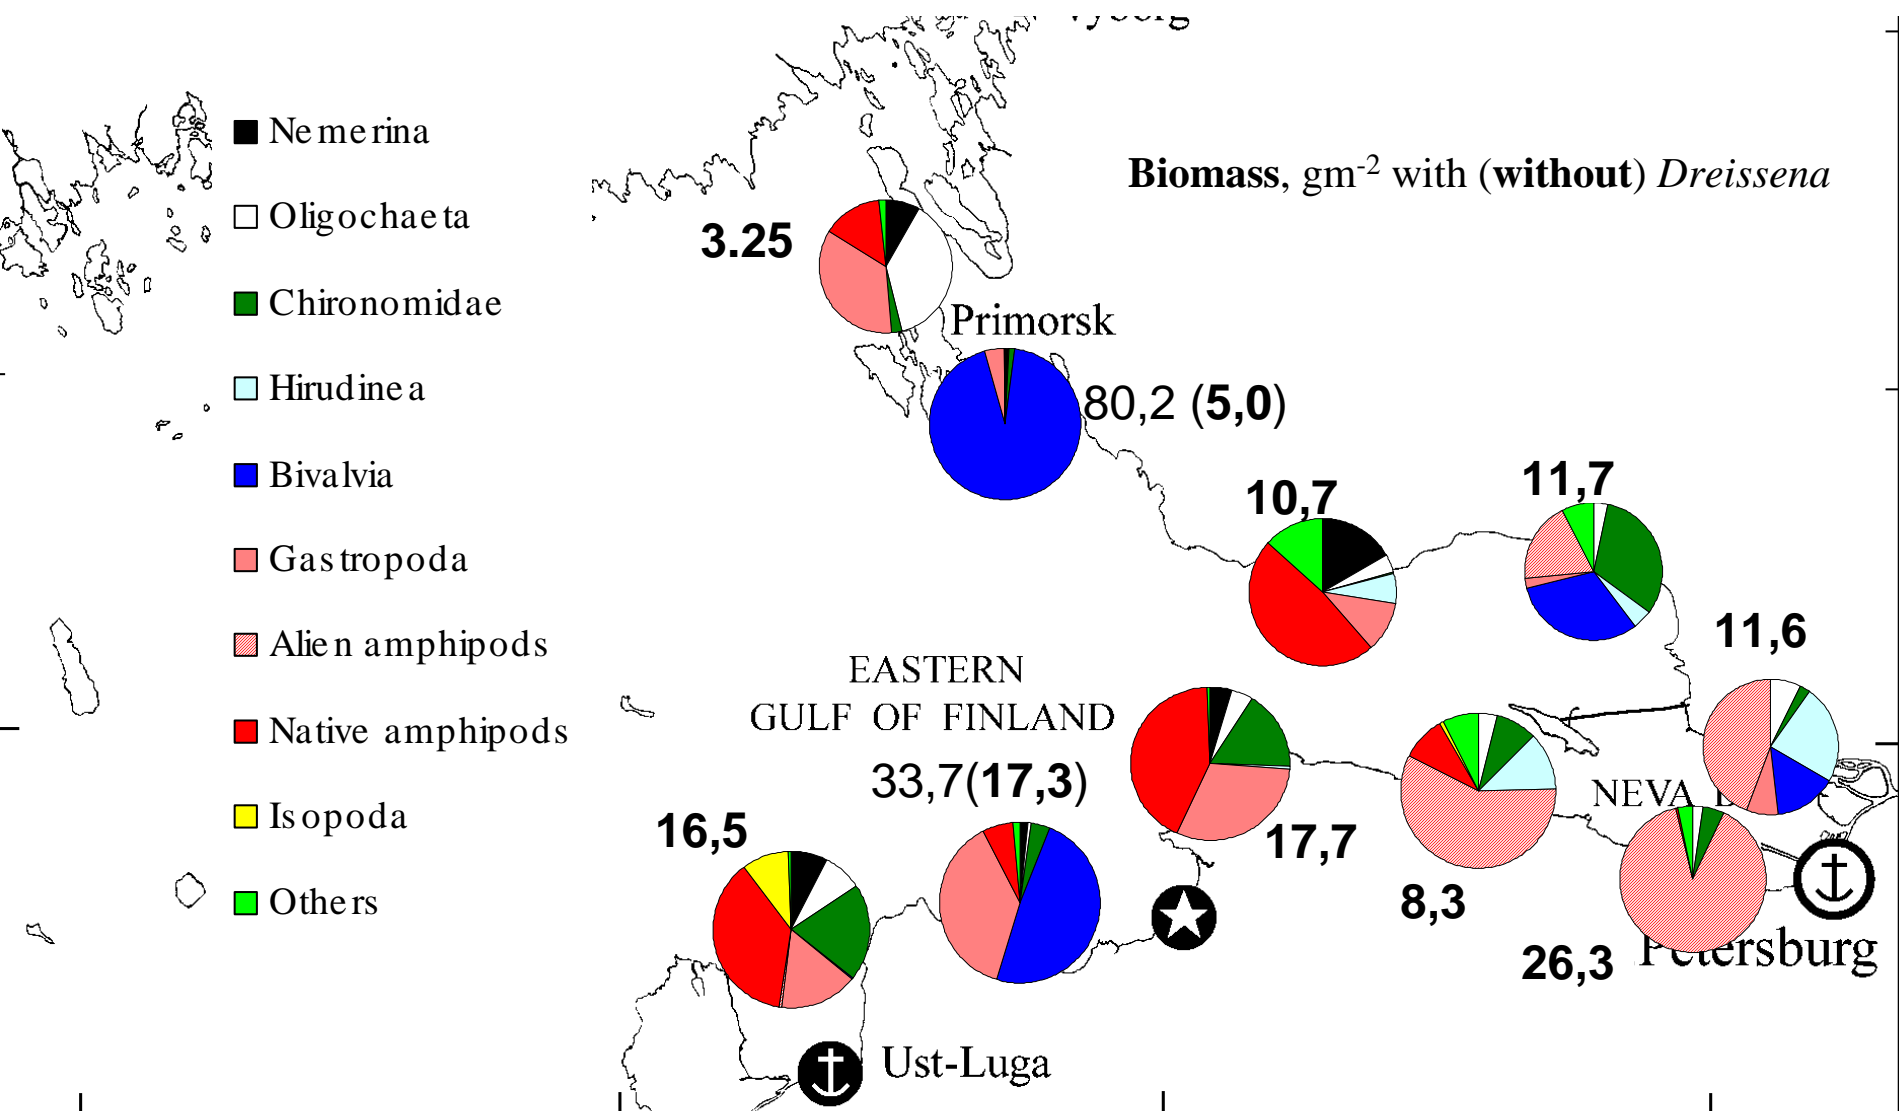 Vyborg
Nemerina
Oligochaeta
Chironomidae
Hirudinea
Bivalvia
Gastropoda
Alien amphipods
Native amphipods
Isopoda
Others
Biomass, gm-2 with (without) Dreissena
3.25
Primorsk
80,2 (5,0)
10,7
11,7
11,6
EASTERN
GULF OF FINLAND
33,7(17,3)
NEVA
16,5
17,7
8,3
26,3
Petersburg
Ust-Luga